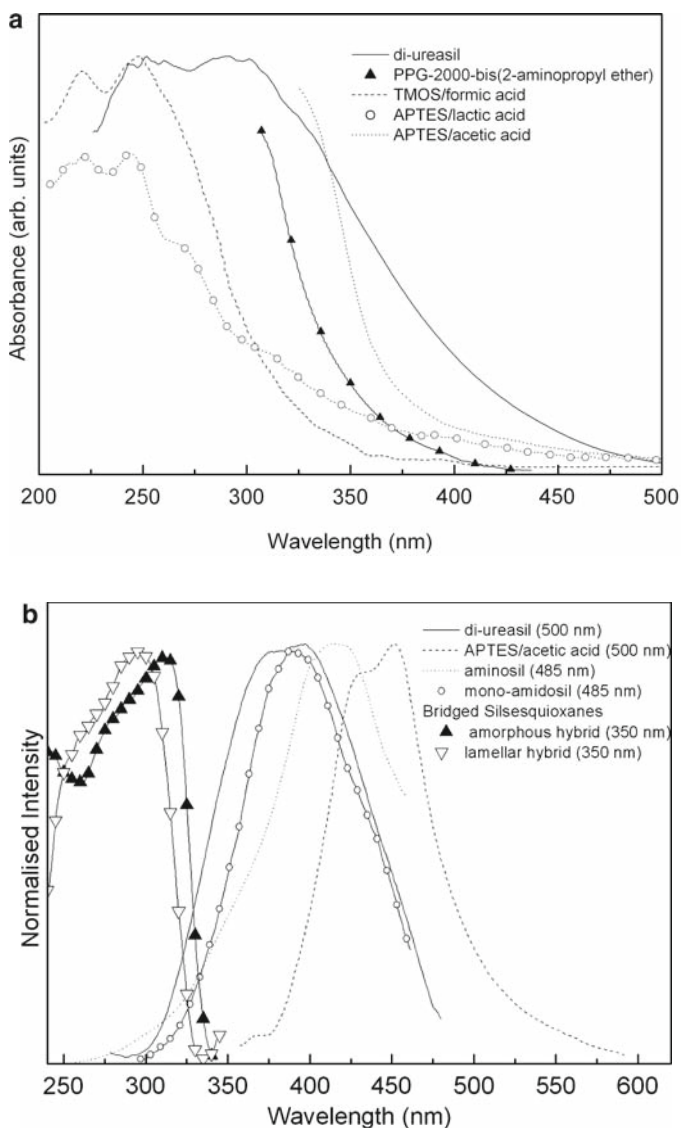 a
di-ureasil
PPG-2000-bis(2-aminopropyl ether)
TMOS/formic acid
APTES/lactic acid
APTES/acetic acid
Absorbance (arb. units)
200 250 300 350 400 450 500
Wavelength (nm)
b
di-ureasil (500 nm)
APTES/acetic acid (500 nm)
aminosil (485 nm)
mono-amidosil (485 nm)
Bridged Silsesquioxanes
amorphous hybrid (350 nm)
lamellar hybrid (350 nm)
Normalised Intensity
250 300 350 400 450 500 550 600
Wavelength (nm)